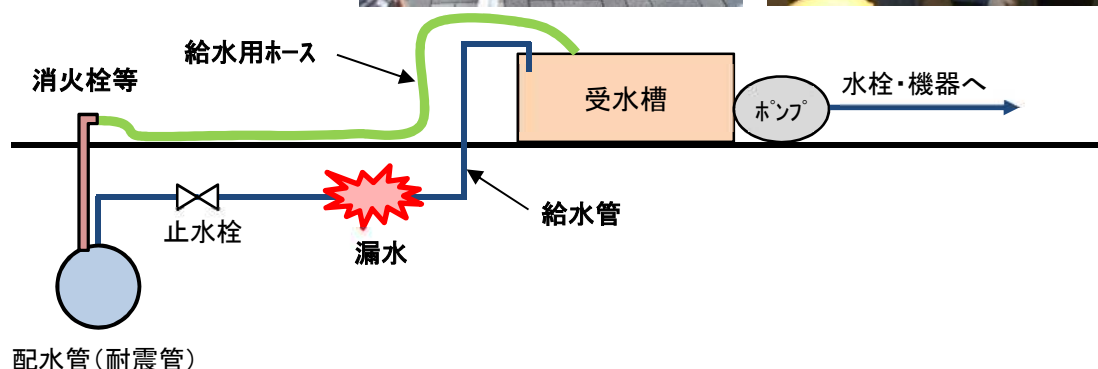 給水用ホース
消火栓等
受水槽
ポンプ
水栓・機器へ
止水栓
給水管
漏水
配水管(耐震管)